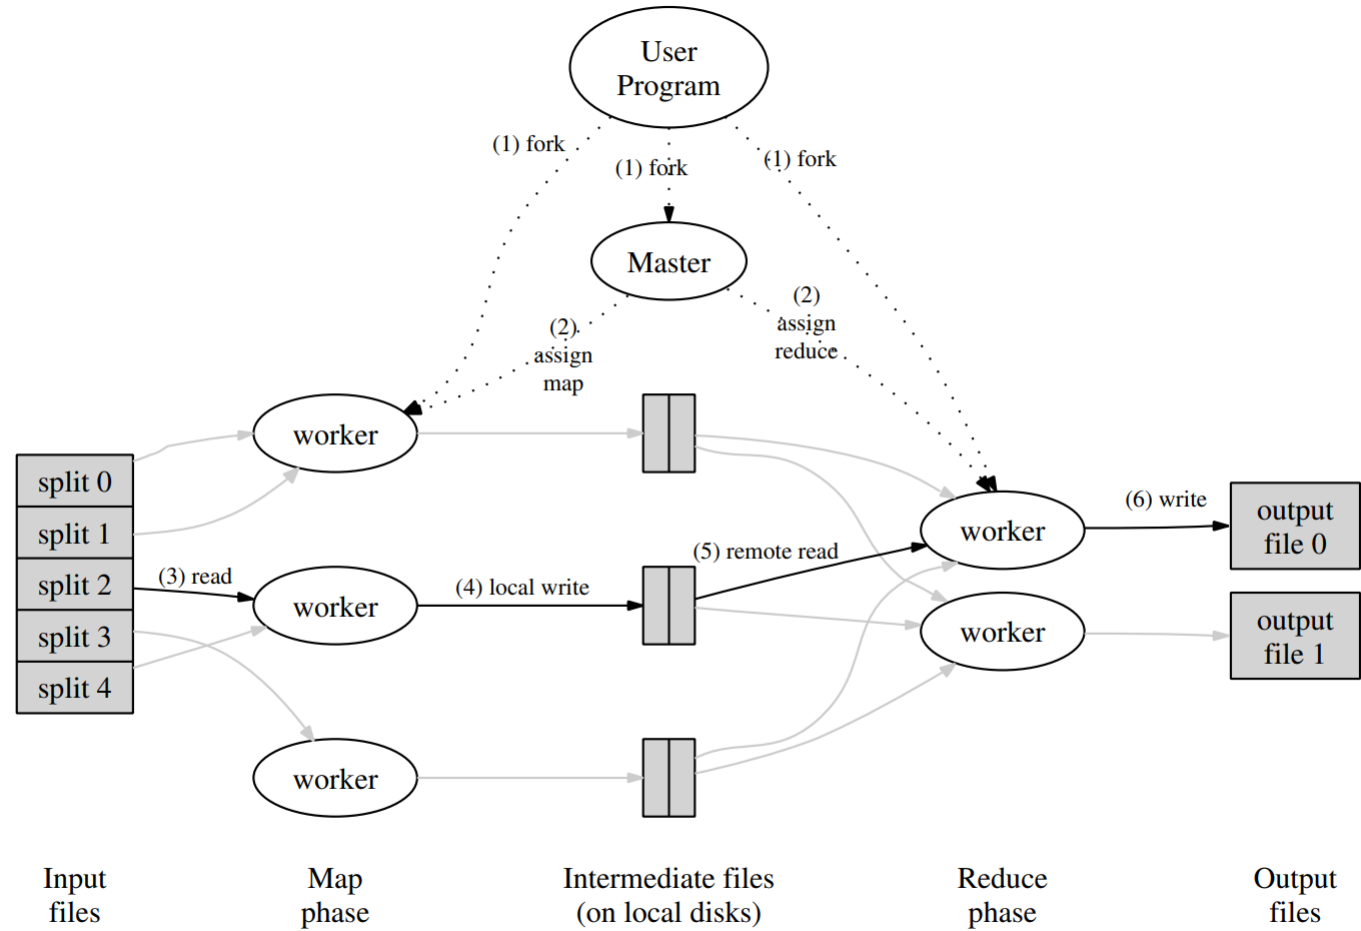 User
Program
(1) fork
(1) fork
(1) fork
Master
(2)
assign
map
(2)
assign
reduce
worker
split 0
split 1
split 2
split 3
split 4
(3) read
worker
(4) local write
worker
(5) remote read
worker
worker
(6) write
output
file 0
output
file 1
Input
files
Map
phase
Intermediate files
(on local disks)
Reduce
phase
Output
files